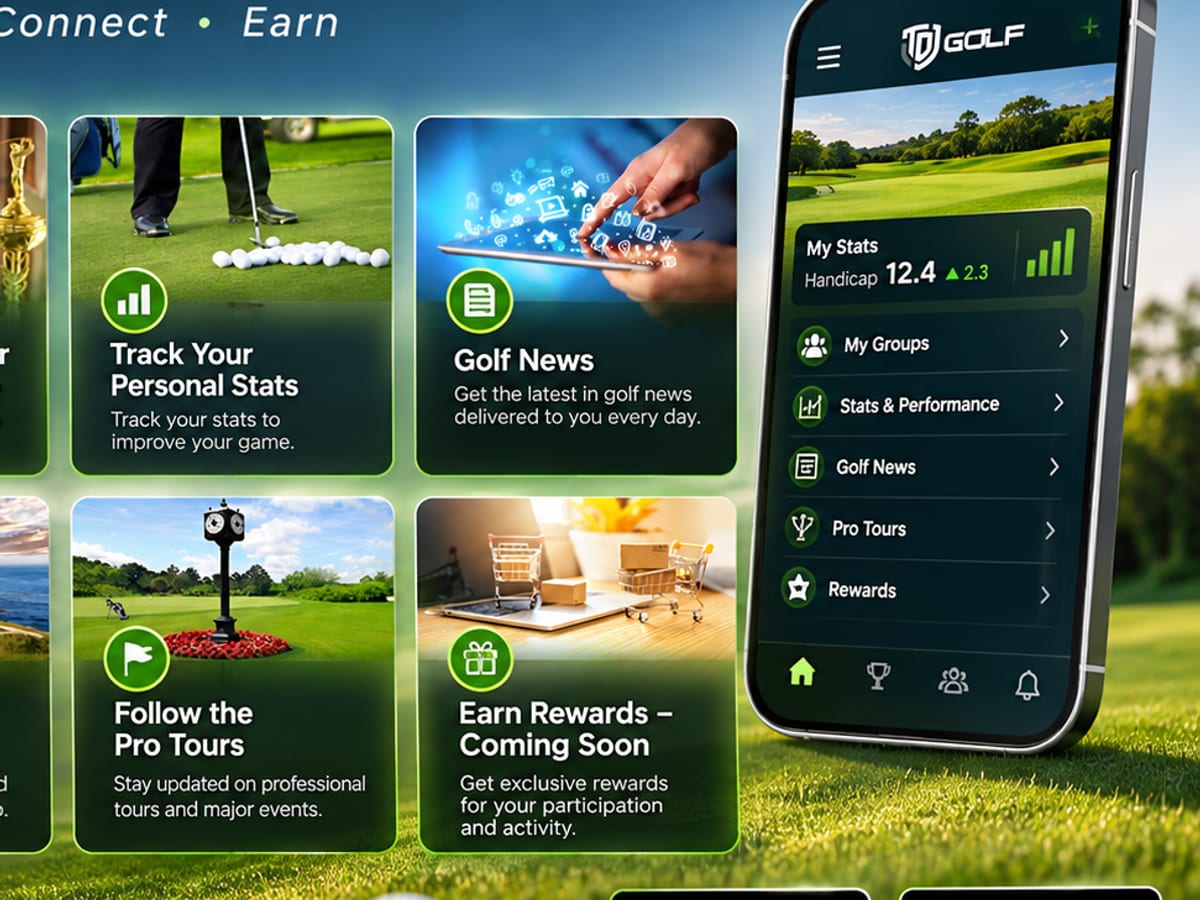 Connect • Earn
Track Your
Personal Stats
Track your stats to
improve your game.
Golf News
Get the latest in golf news
delivered to you every day.
Follow the
Pro Tours
Stay updated on professional
tours and major events.
Earn Rewards –
Coming Soon
Get exclusive rewards
for your participation
and activity.
GOLF
My Stats
Handicap 12.4 ▲ 2.3
My Groups
Stats & Performance
Golf News
Pro Tours
Rewards